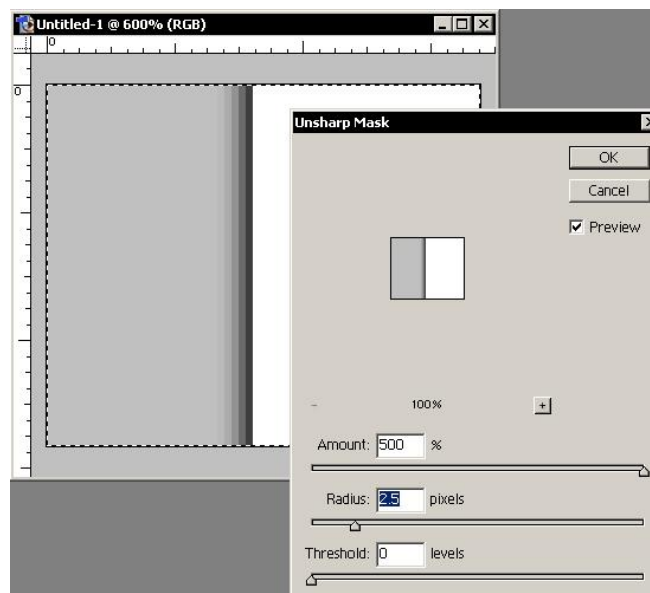 Untitled-1 @ 600% (RGB)
0
0
Unsharp Mask
OK
Cancel
Preview
- 100% +
Amount: 500 %
Radius: 2.5 pixels
Threshold: 0 levels